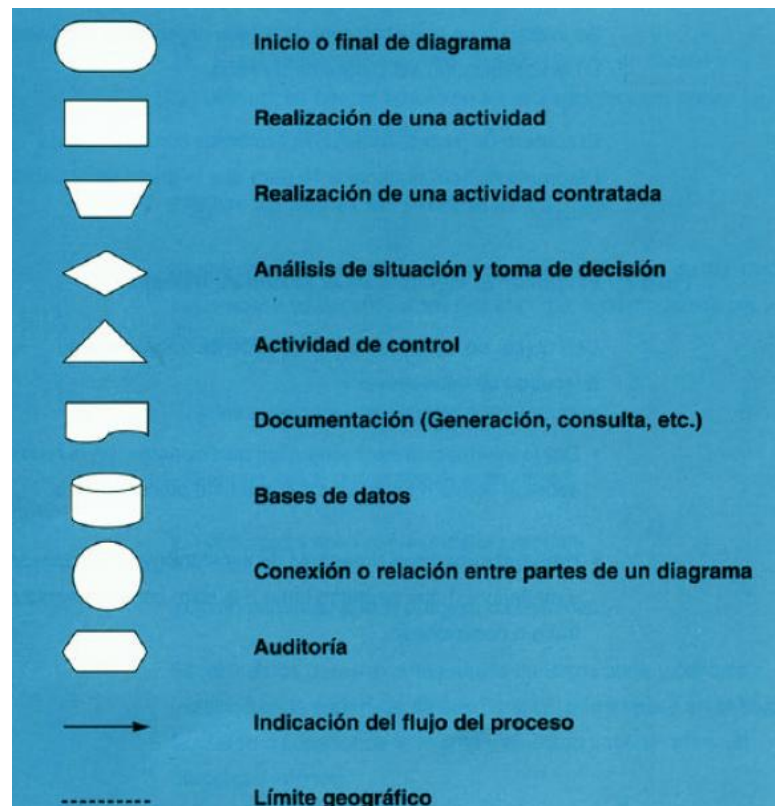 Inicio o final de diagrama
Realización de una actividad
Realización de una actividad contratada
Análisis de situación y toma de decisión
Actividad de control
Documentación (Generación, consulta, etc.)
Bases de datos
Conexión o relación entre partes de un diagrama
Auditoría
Indicación del flujo del proceso
Límite geográfico